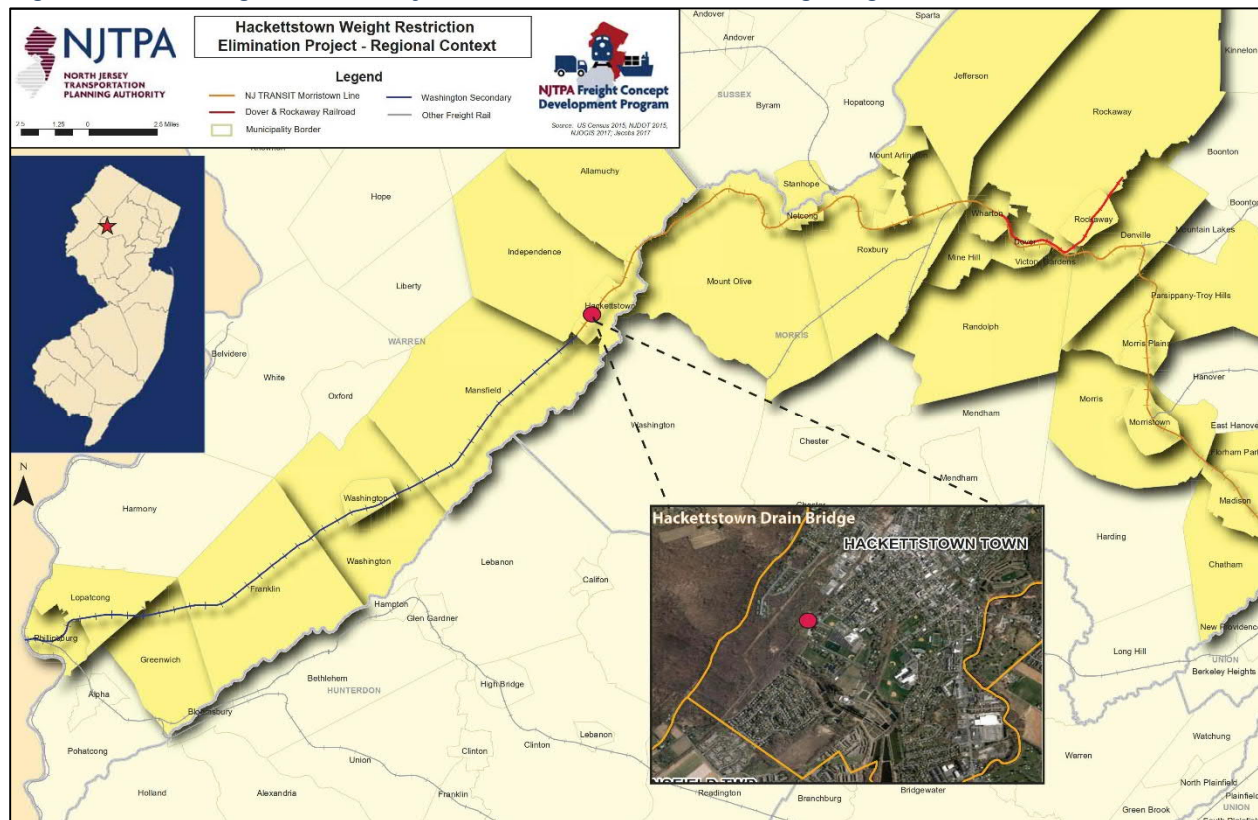 NJTPA
NORTH JERSEY
TRANSPORTATION
PLANNING AUTHORITY
2.5 1.25 0 2.5 Miles
Hackettstown Weight Restriction
Elimination Project - Regional Context
Legend
NJ TRANSIT Morristown Line
Dover & Rockaway Railroad
Municipality Border
Washington Secondary
Other Freight Rail
NJTPA Freight Concept
Development Program
Source: US Census 2015; NJDOT 2015,
NJOGIS 2017; Jacobs 2017
Andover
Andover
Sparta
Kinnelon
Jefferson
SUSSEX
Byram
Hopatcong
Rockaway
Boonton
Mount Arlington
Allamuchy
Stanhope
Hope
Netcong
Wharton
Rockaway
Boonton
Denville
Mountain Lakes
Independence
Roxbury
Dover
Mine Hill
Victory Gardens
Liberty
Mount Olive
Parsippany-Troy Hills
Hackettstown
Randolph
WARREN
MORRIS
Morris Plains
Belvidere
Hanover
White
Mansfield
Oxford
Morris
Mendham
Washington
Morristown
East Hanover
Chester
Florham Park
Mendham
Madison
N
Washington
Chester
Harmony
Hackettstown Drain Bridge
HACKETTSTOWN TOWN
Harding
Washington
Lebanon
Chatham
Franklin
Califon
Lopatcong
Hampton
Glen Gardner
New Providence
Phillipsburg
Long Hill
UNION
Greenwich
Berkeley Heights
Bethlehem
High Bridge
HUNTERDON
Alpha
Bloomsbury
Lebanon
Pohatcong
Clinton
Clinton
Watchung
Union
Warren
North Plainfield
Holland
Alexandria
Franklin
Readington
Branchburg
Bridgewater
Plainfield
Green Brook
UNION